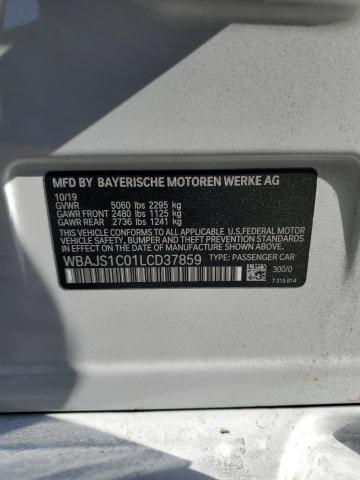 MFD BY BAYERISCHE MOTOREN WERKE AG
10/19
GVWR 5060 lbs 2295 kg
GAWR FRONT 2480 lbs 1125 kg
GAWR REAR 2736 lbs 1241 kg
THIS VEHICLE CONFORMS TO ALL APPLICABLE U.S. FEDERAL MOTOR
VEHICLE SAFETY, BUMPER, AND THEFT PREVENTION STANDARDS
IN EFFECT ON THE DATE OF MANUFACTURE SHOWN ABOVE.
WBAJS1C01LCD37859 TYPE: PASSENGER CAR
300/0
7 315 814